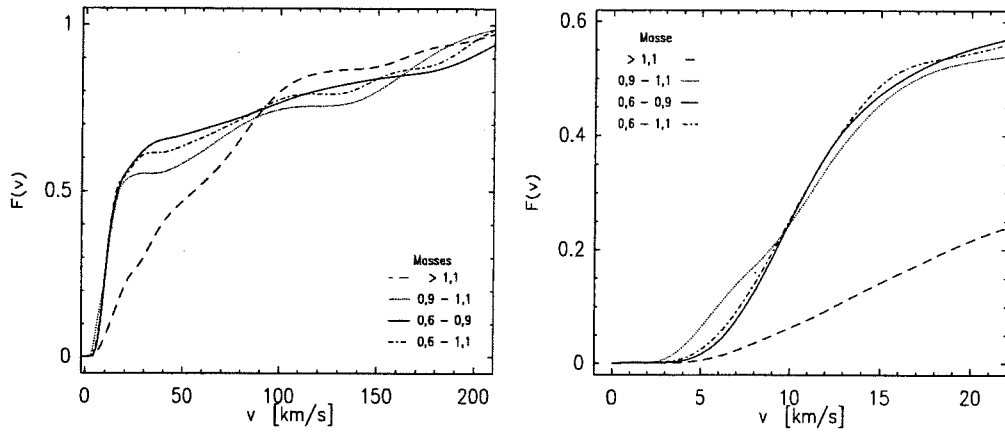 1
0.5
0
F(v)
0
50
100
150
200
v [km/s]
Masses
> 1,1
0,9 – 1,1
0,6 – 0,9
0,6 – 1,1
0.6
0.4
0.2
0
F(v)
0
5
10
15
20
v [km/s]
Masse
> 1,1
0,9 – 1,1
0,6 – 0,9
0,6 – 1,1